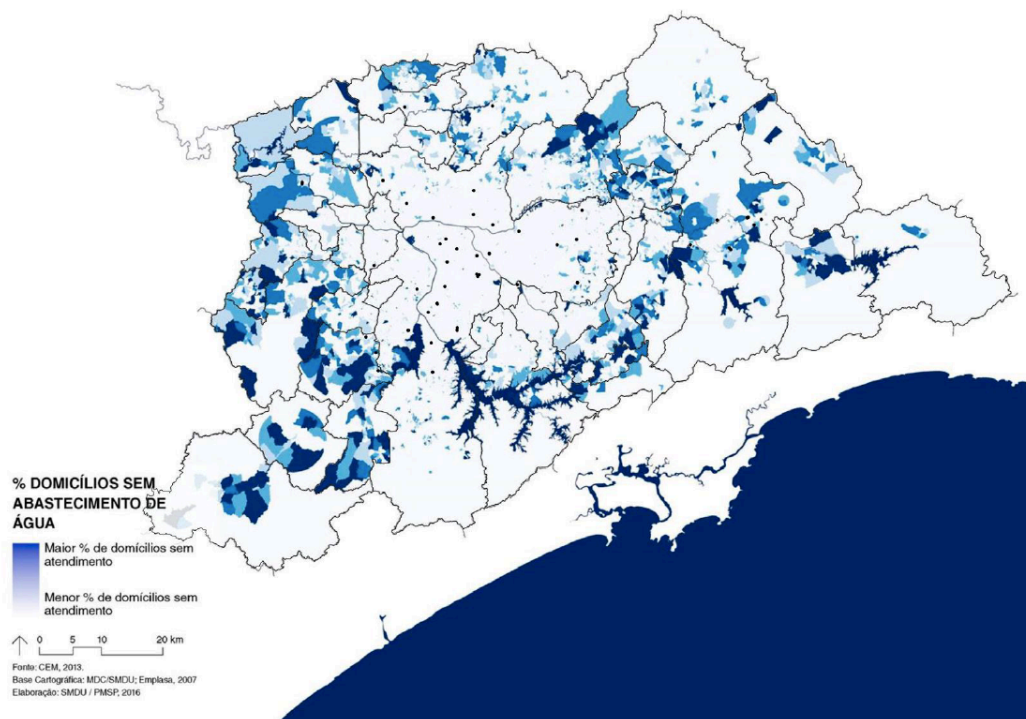 % DOMICÍLIOS SEM
ABASTECIMENTO DE
ÁGUA
Maior % de domicílios sem
atendimento
Menor % de domicílios sem
atendimento
0 5 10 20 km
Fonte: CEM, 2013.
Base Cartográfica: MDC/SMDU; Emplasa, 2007
Elaboração: SMDU / PMSP, 2016